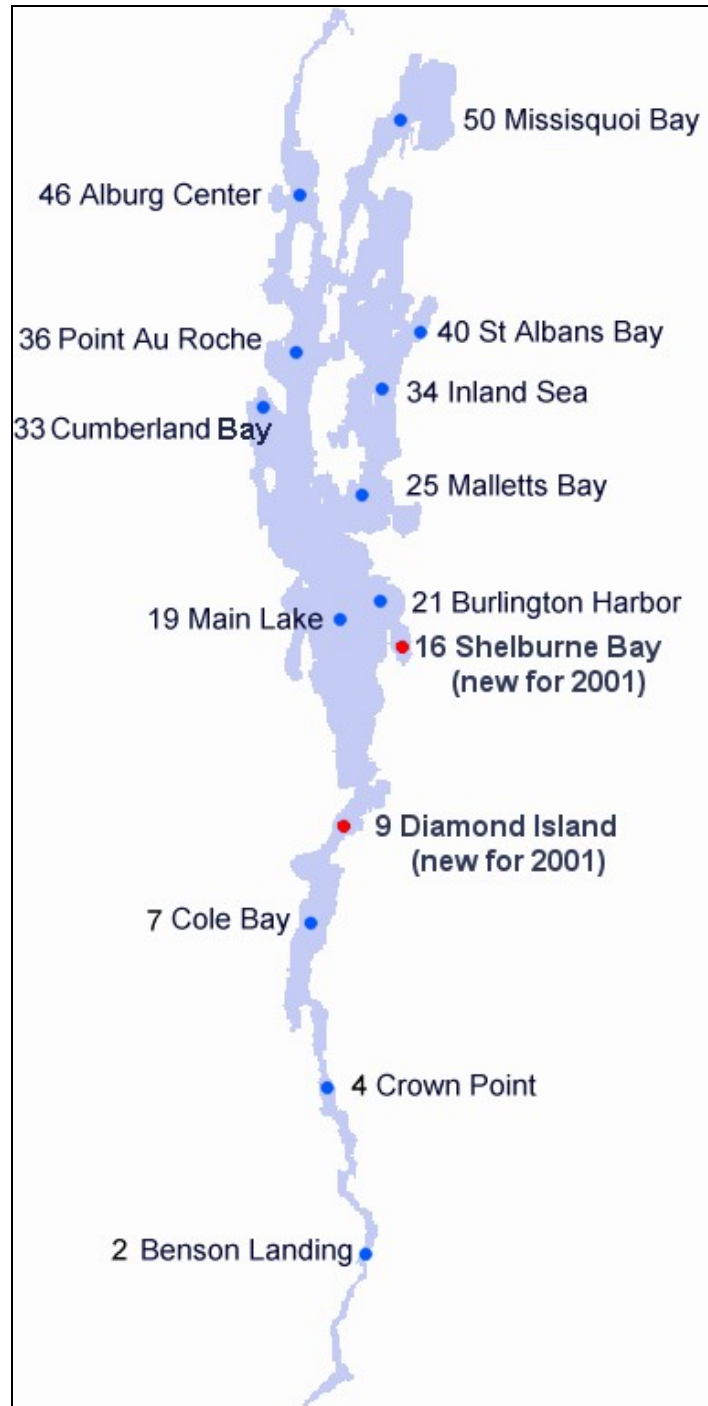 50 Missisquoi Bay
46 Alburg Center
40 St Albans Bay
36 Point Au Roche
34 Inland Sea
33 Cumberland Bay
25 Malletts Bay
21 Burlington Harbor
19 Main Lake
16 Shelburne Bay
(new for 2001)
9 Diamond Island
(new for 2001)
7 Cole Bay
4 Crown Point
2 Benson Landing